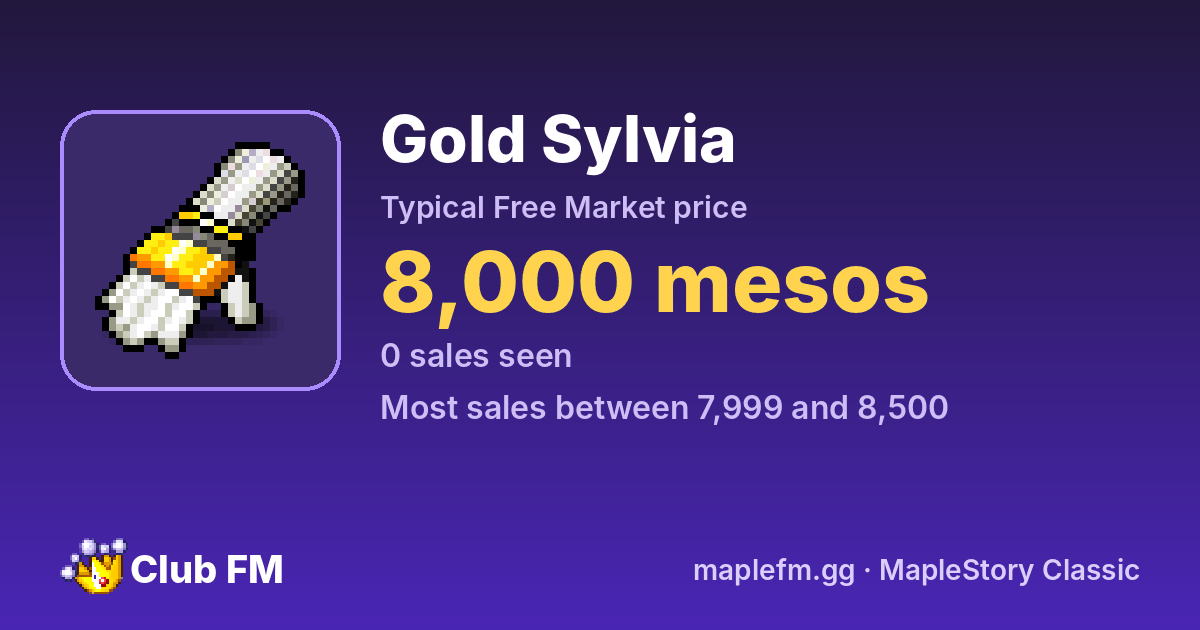 Gold Sylvia
Typical Free Market price
8,000 mesos
0 sales seen
Most sales between 7,999 and 8,500
Club FM
maplefm.gg · MapleStory Classic